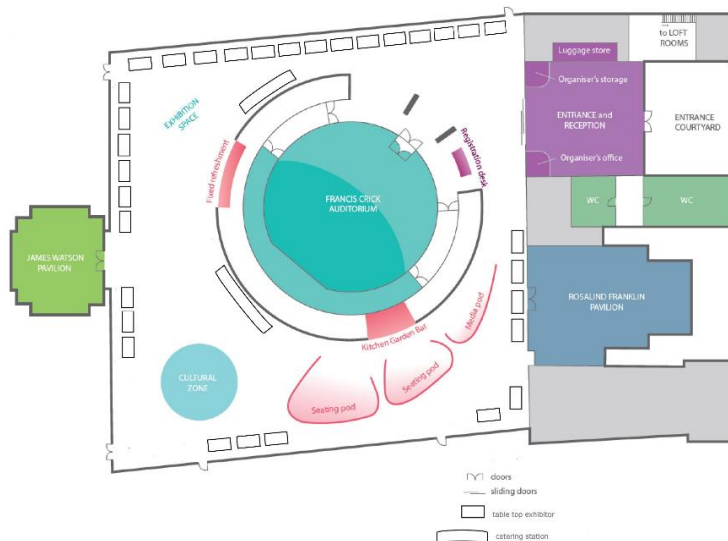 to LOFT
ROOMS
Luggage store
Organiser's storage
EXHIBITION
SPACE
ENTRANCE and
RECEPTION
ENTRANCE
COURTYARD
Organiser's office
Registration desk
Fixed refreshment
FRANCIS CRICK
AUDITORIUM
WC
WC
JAMES WATSON
PAVILION
ROSALIND FRANKLIN
PAVILION
Media pod
Kitchen Garden Bar
CULTURAL
ZONE
Seating pod
Seating pod
doors
sliding doors
table top exhibitor
catering station